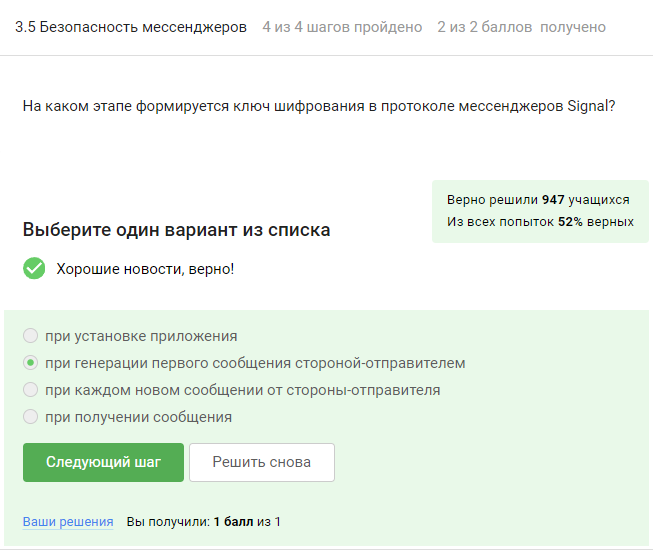 3.5 Безопасность мессенджеров 4 из 4 шагов пройдено 2 из 2 баллов получено
На каком этапе формируется ключ шифрования в протоколе мессенджеров Signal?
Верно решили 947 учащихся
Из всех попыток 52% верных
Выберите один вариант из списка
Хорошие новости, верно!
при установке приложения
при генерации первого сообщения стороной-отправителем
при каждом новом сообщении от стороны-отправителя
при получении сообщения
Следующий шаг Решить снова
Ваши решения Вы получили: 1 балл из 1